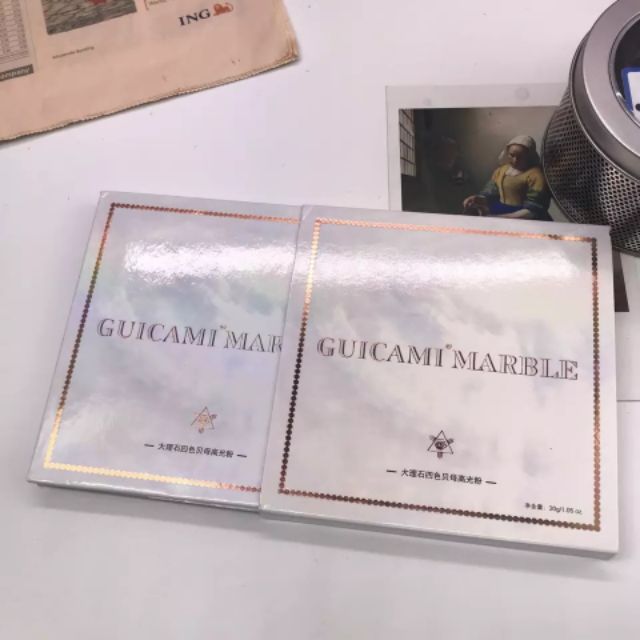 ING
GUICAMI MAR
大理石四色贝母高光粉
GUICAMI MARBLE
大理石四色贝母高光粉
净含量: 30g/1.05 oz.